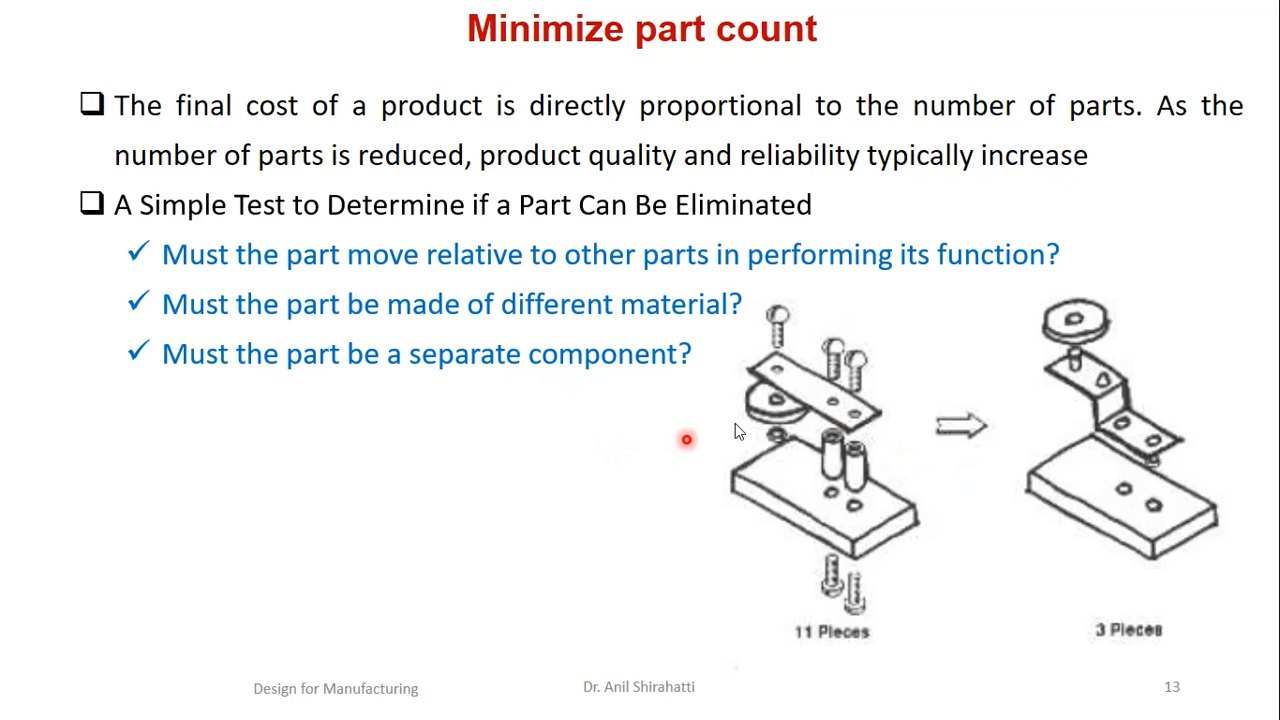 Minimize part count
The final cost of a product is directly proportional to the number of parts. As the
number of parts is reduced, product quality and reliability typically increase
A Simple Test to Determine if a Part Can Be Eliminated
Must the part move relative to other parts in performing its function?
Must the part be made of different material?
Must the part be a separate component?
11 Pieces
3 Pieces
Design for Manufacturing
Dr. Anil Shirahatti
13